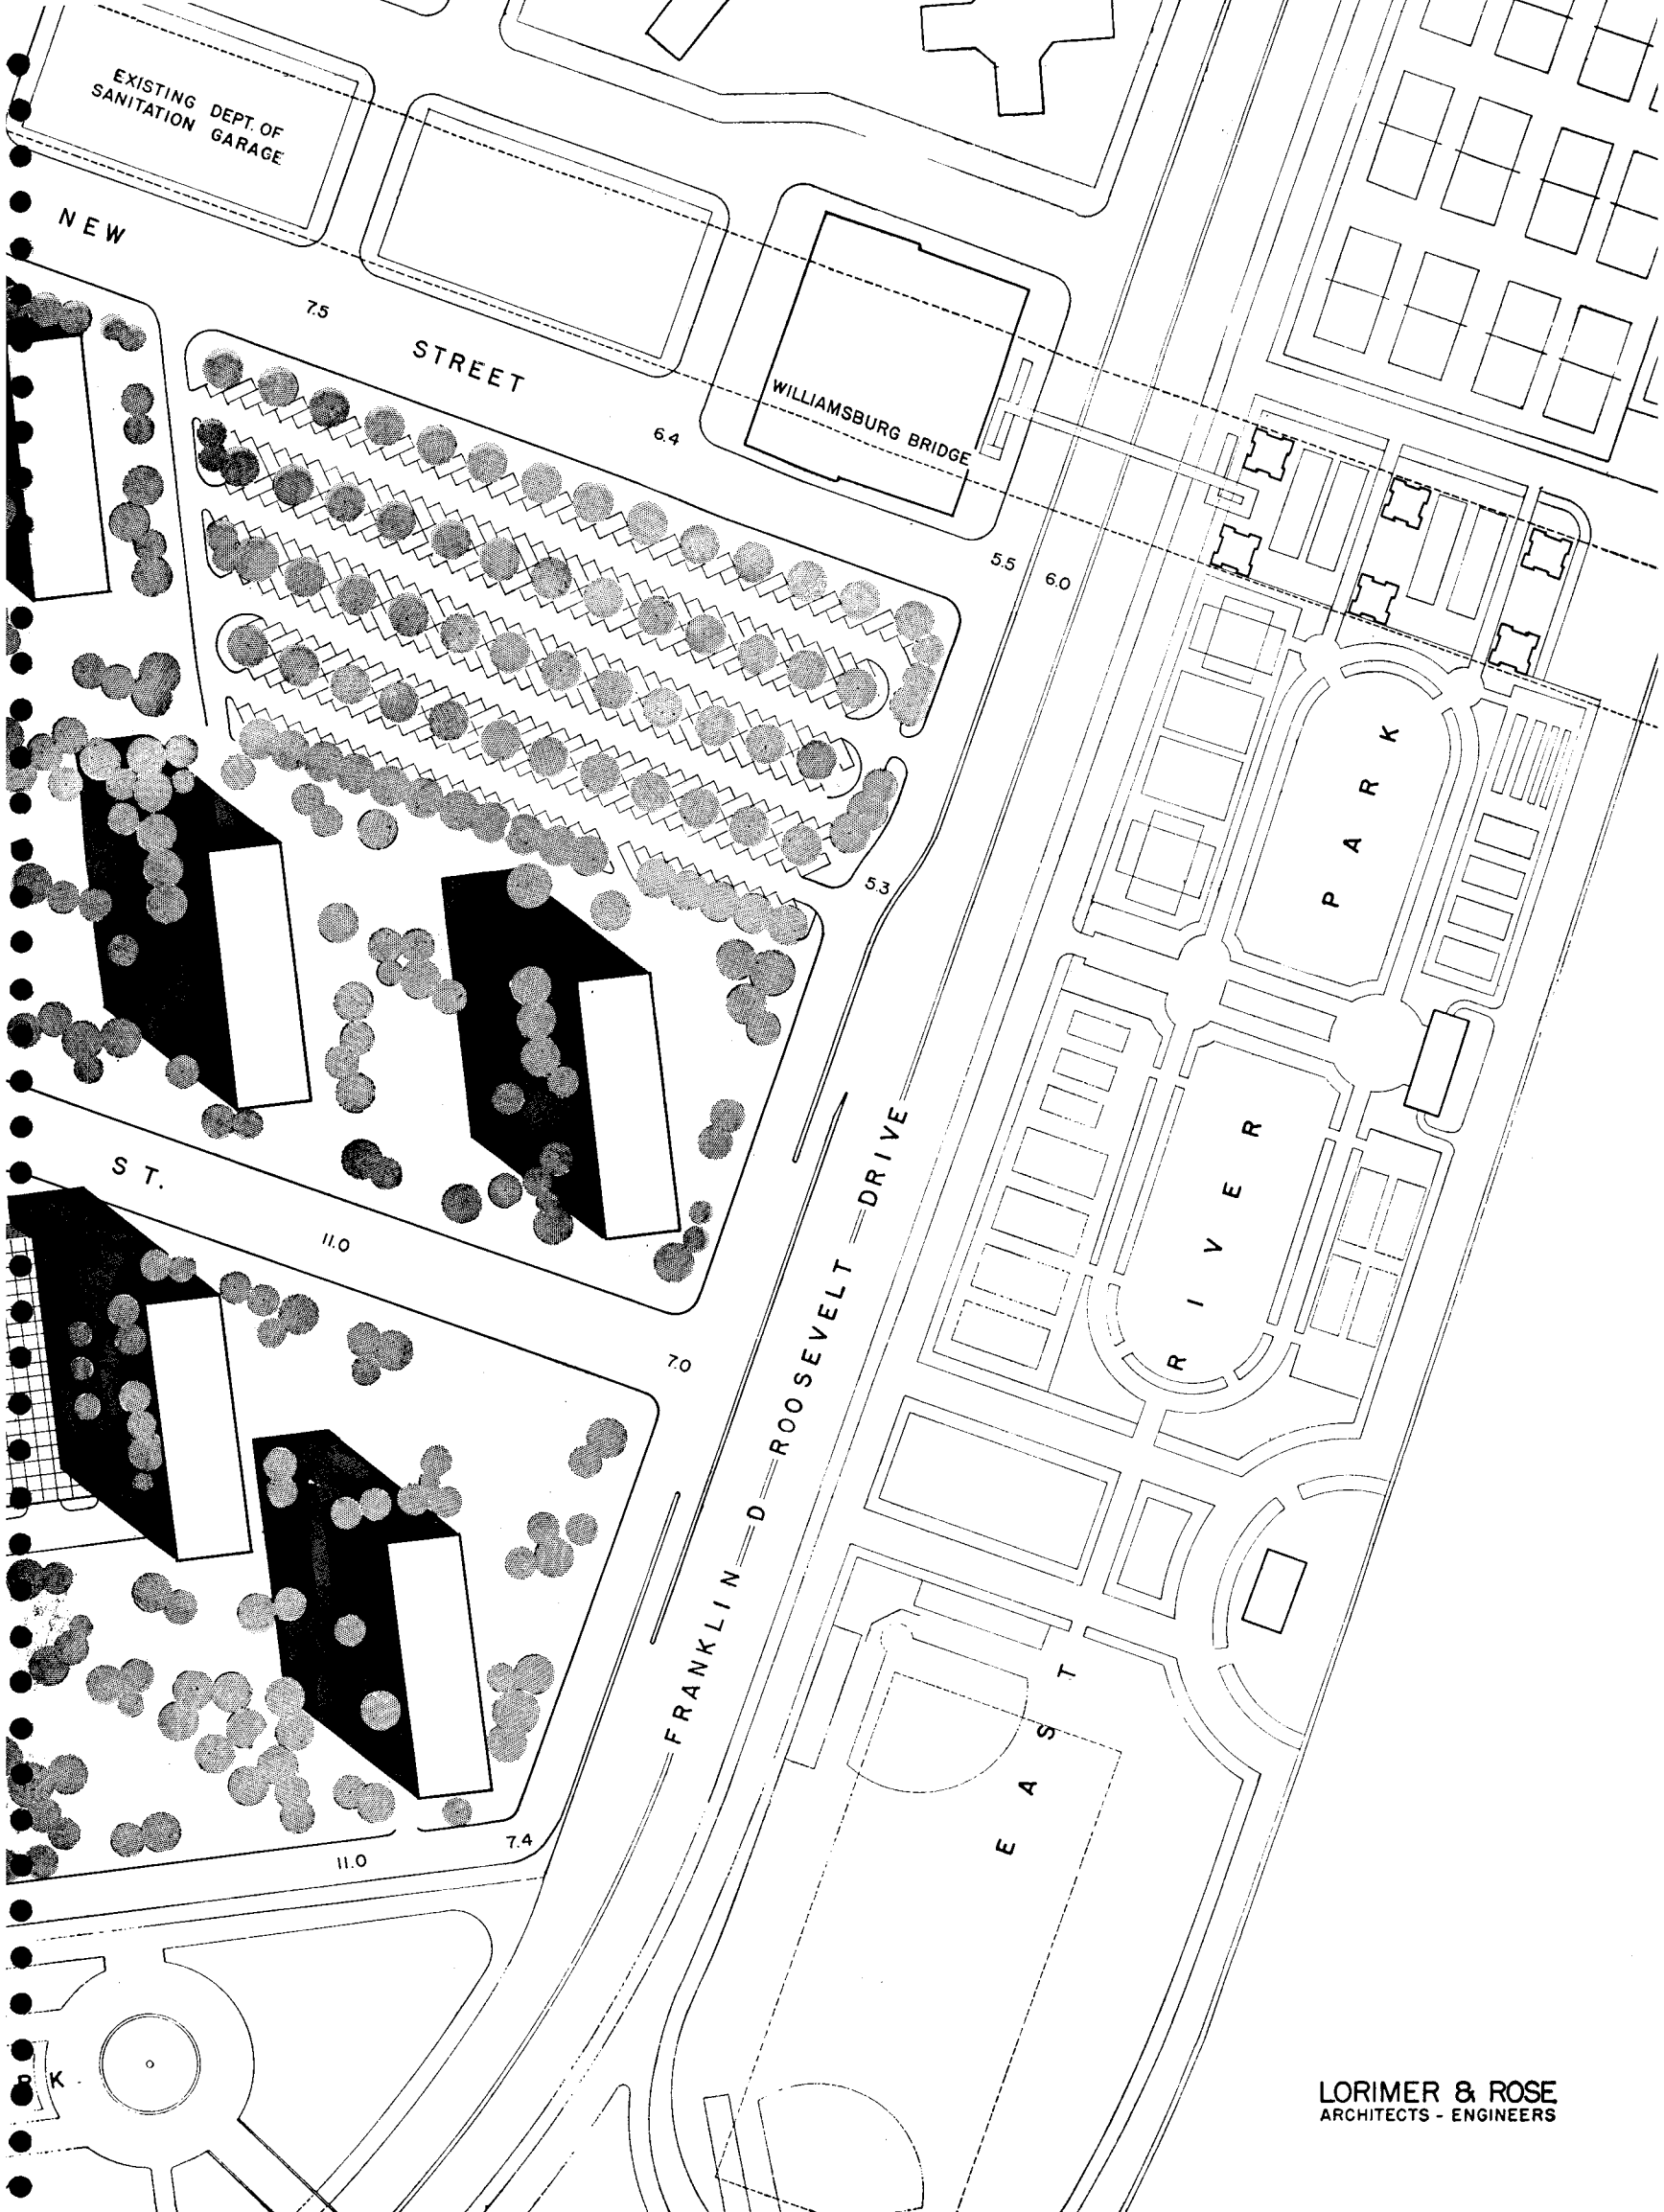 EXISTING DEPT. OF
SANITATION GARAGE
NEW
7.5
STREET
6.4
WILLIAMSBURG BRIDGE
5.5
6.0
5.3
PARK
ST.
11.0
7.0
RIVER
FRANKLIN D ROOSEVELT DRIVE
EAST
7.4
11.0
K
LORIMER & ROSE
ARCHITECTS - ENGINEERS